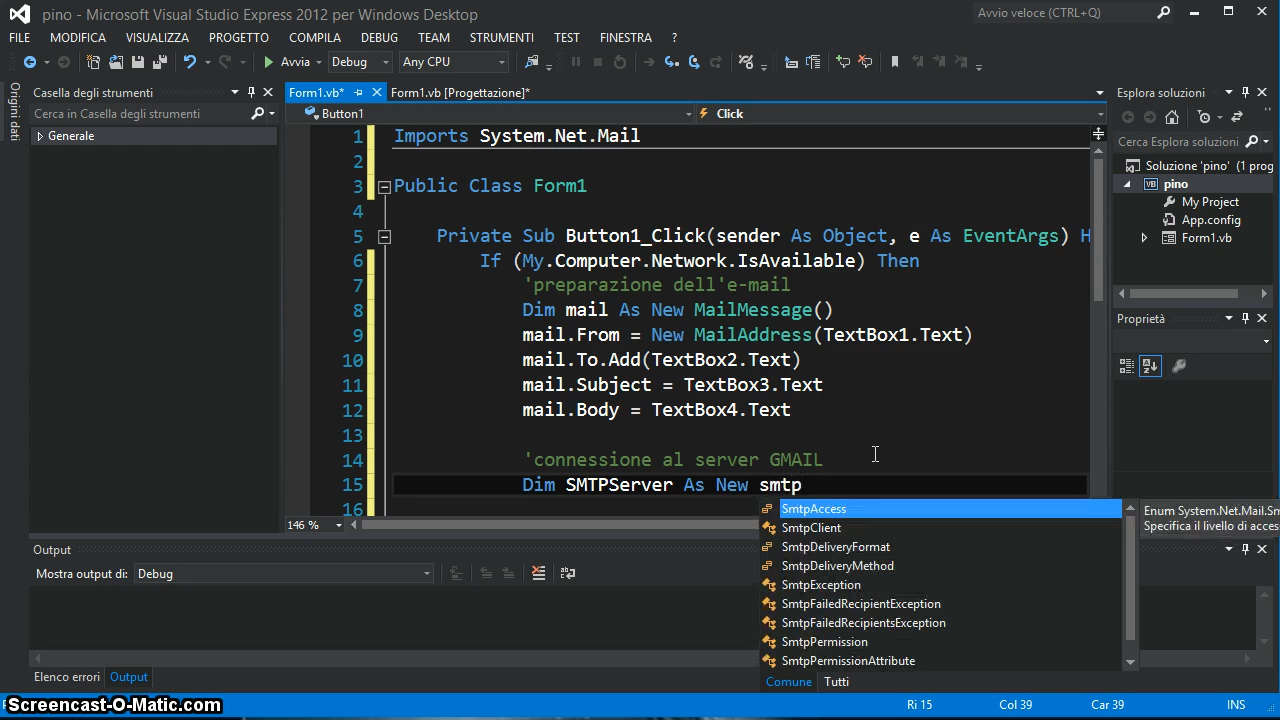 pino - Microsoft Visual Studio Express 2012 per Windows Desktop
Avvio veloce (CTRL+Q)
FILE MODIFICA VISUALIZZA PROGETTO COMPILA DEBUG TEAM STRUMENTI TEST FINESTRA ?
Avvia Debug Any CPU
Origini dati
Casella degli strumenti
Cerca in Casella degli strumenti
Generale
Form1.vb* Form1.vb [Progettazione]*
Button1 Click
1 Imports System.Net.Mail
2
3 Public Class Form1
4
5 Private Sub Button1_Click(sender As Object, e As EventArgs) H
6 If (My.Computer.Network.IsAvailable) Then
7 'preparazione dell'e-mail
8 Dim mail As New MailMessage()
9 mail.From = New MailAddress(TextBox1.Text)
10 mail.To.Add(TextBox2.Text)
11 mail.Subject = TextBox3.Text
12 mail.Body = TextBox4.Text
13
14 'connessione al server GMAIL
15 Dim SMTPServer As New smtp
16
146 %
SmtpAccess
SmtpClient
SmtpDeliveryFormat
SmtpDeliveryMethod
SmtpException
SmtpFailedRecipientException
SmtpFailedRecipientsException
SmtpPermission
SmtpPermissionAttribute
Comune Tutti
Enum System.Net.Mail.Sm
Specifica il livello di acces
Esplora soluzioni
Cerca Esplora soluzioni
Soluzione 'pino' (1 prog
VB pino
My Project
App.config
Form1.vb
Proprietà
Output
Mostra output di: Debug
Elenco errori Output
Ri 15 Col 39 Car 39 INS
Screencast-O-Matic.com